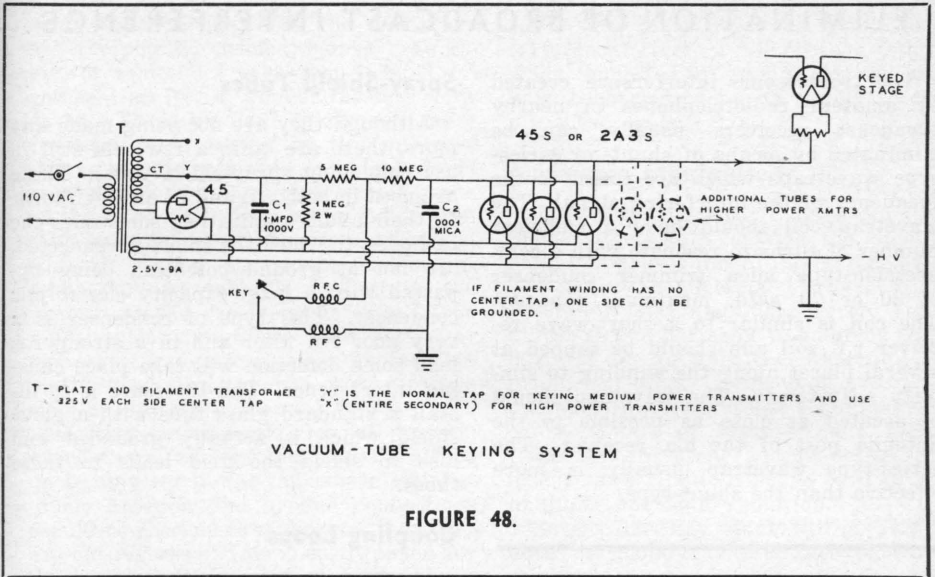 KEYED
STAGE
T
X
Y
CT
45
110 VAC
2.5V-9A
C1
1 MFD
1000V
1 MEG
2W
5 MEG
10 MEG
C2
.0001
MICA
45s OR 2A3s
ADDITIONAL TUBES FOR
HIGHER POWER XMTRS
HV
KEY
R.F.C
R F C
IF FILAMENT WINDING HAS NO
CENTER-TAP, ONE SIDE CAN BE
GROUNDED.
T- PLATE AND FILAMENT TRANSFORMER
325V EACH SIDE CENTER TAP
"Y" IS THE NORMAL TAP FOR KEYING MEDIUM POWER TRANSMITTERS AND USE
"X" (ENTIRE SECONDARY) FOR HIGH POWER TRANSMITTERS
VACUUM-TUBE KEYING SYSTEM
FIGURE 48.